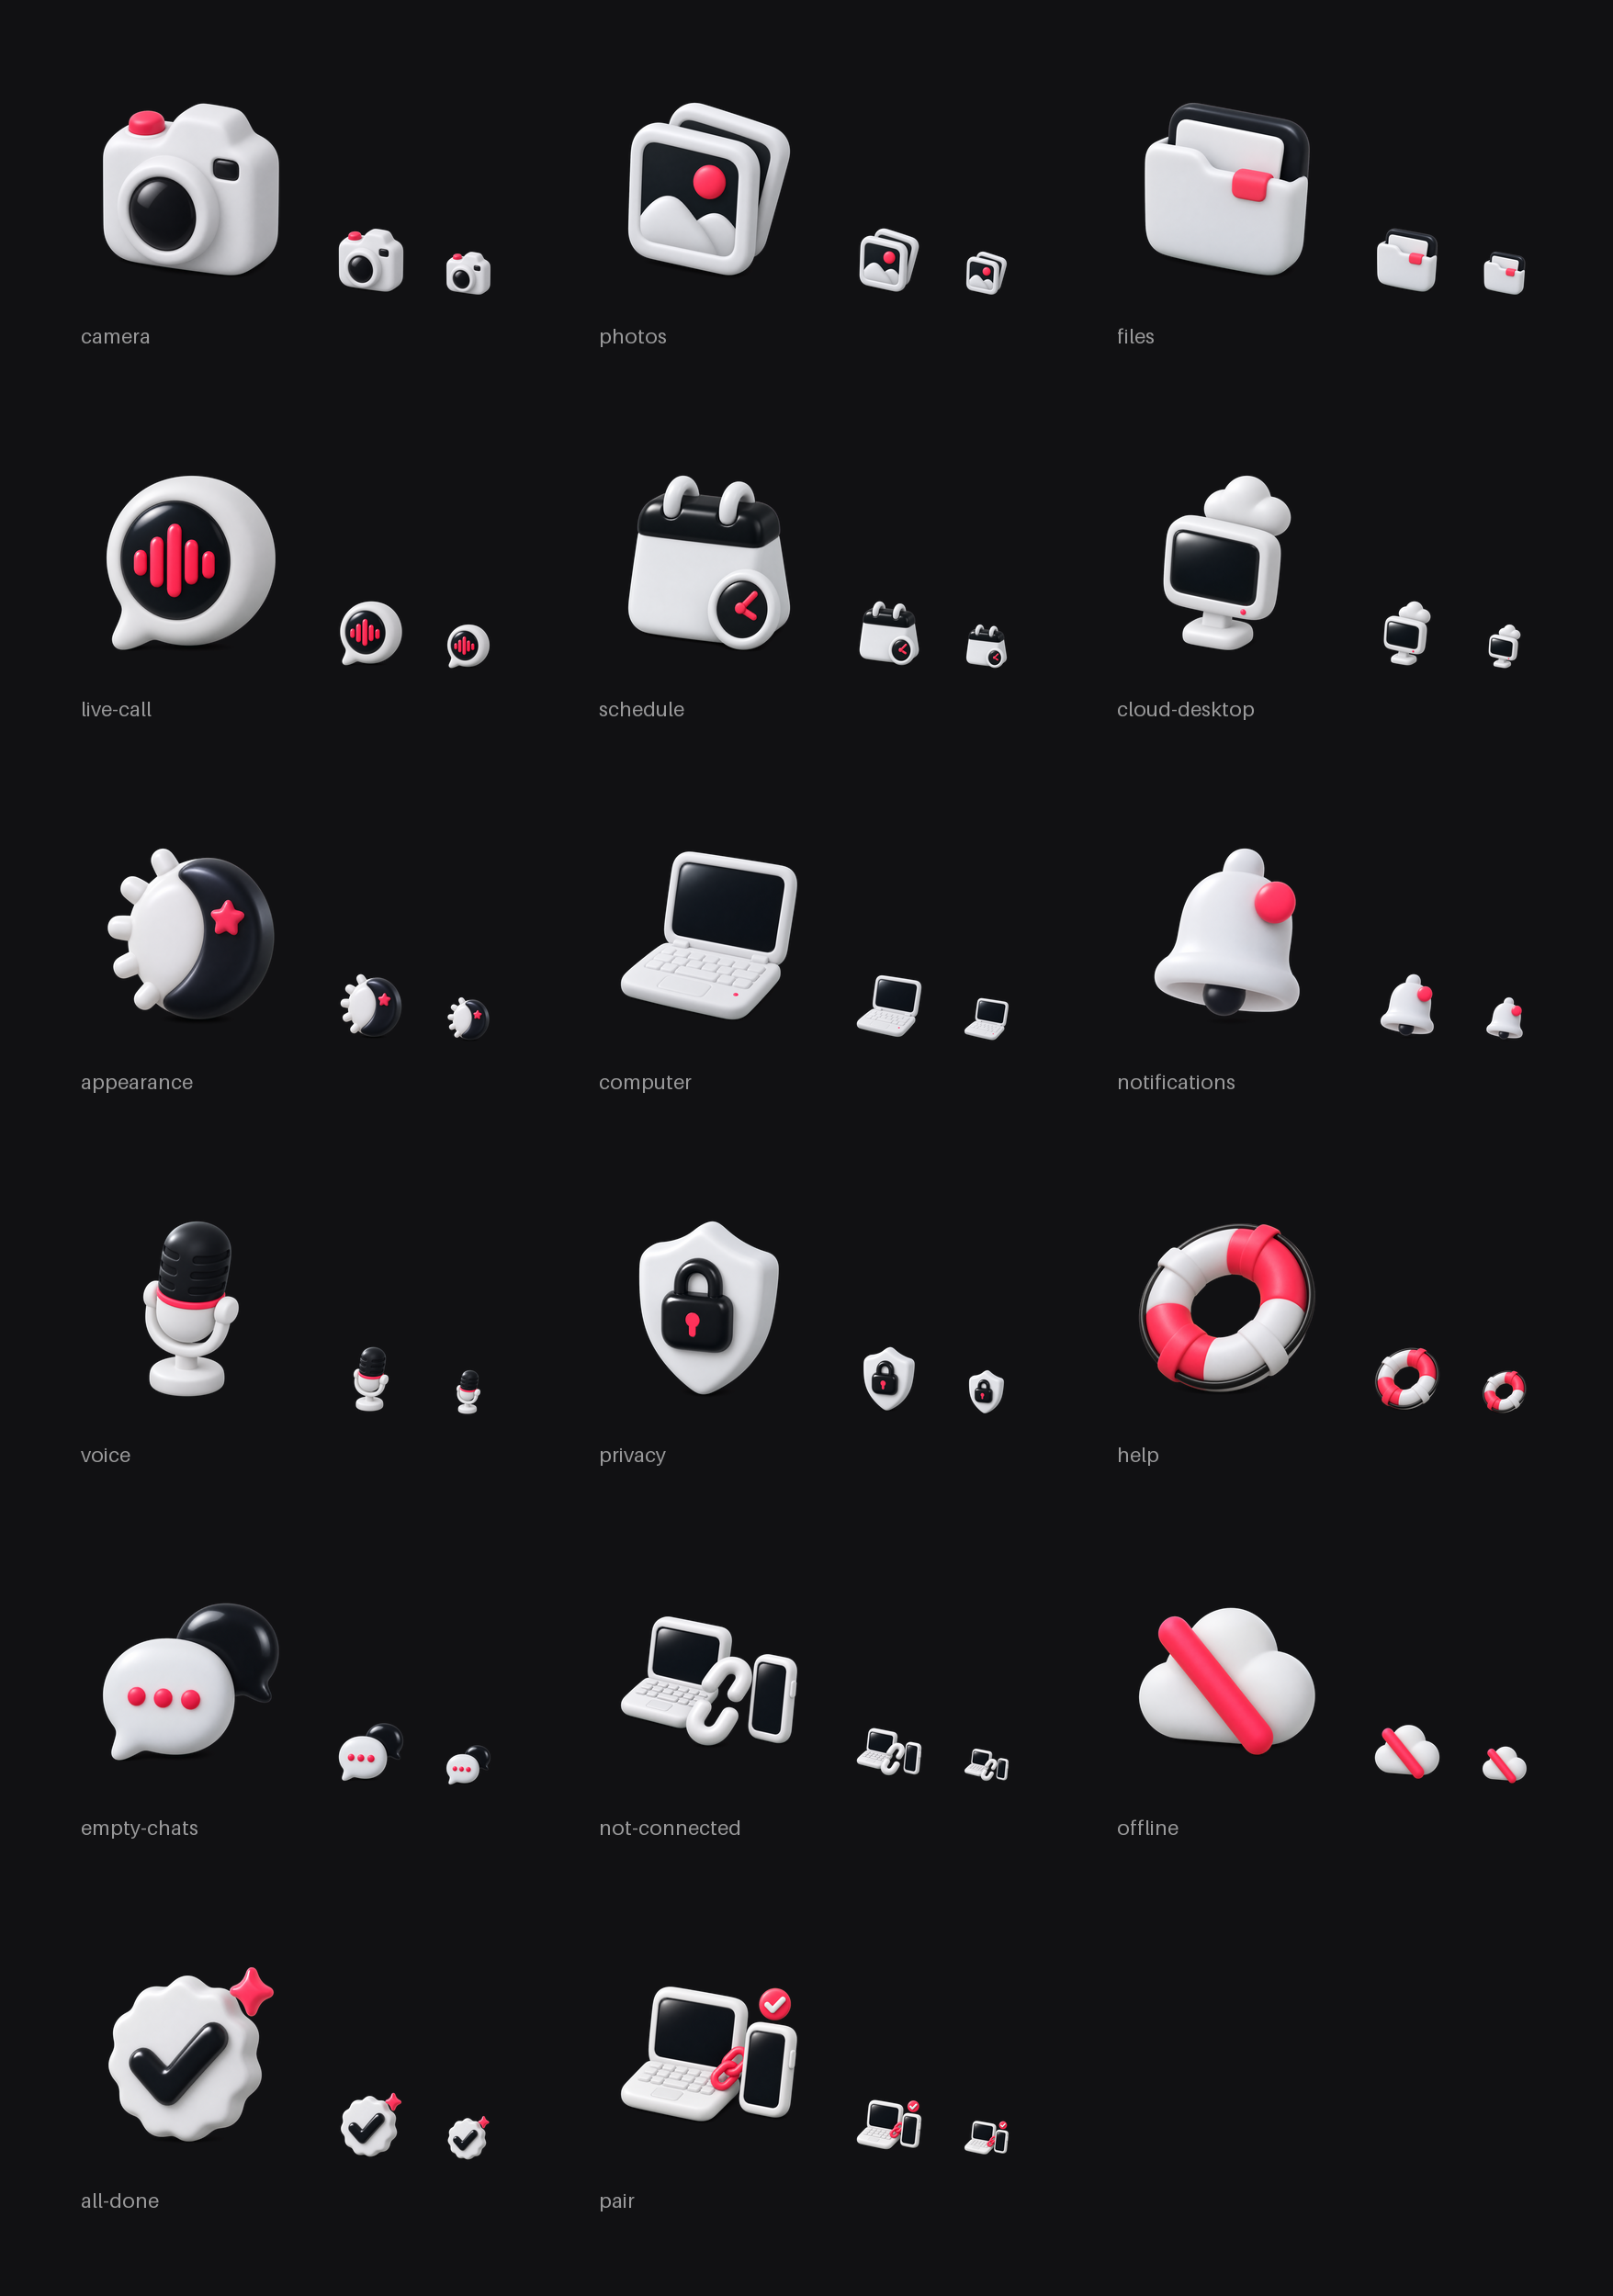 camera
photos
files
live-call
schedule
cloud-desktop
appearance
computer
notifications
voice
privacy
help
empty-chats
not-connected
offline
all-done
pair